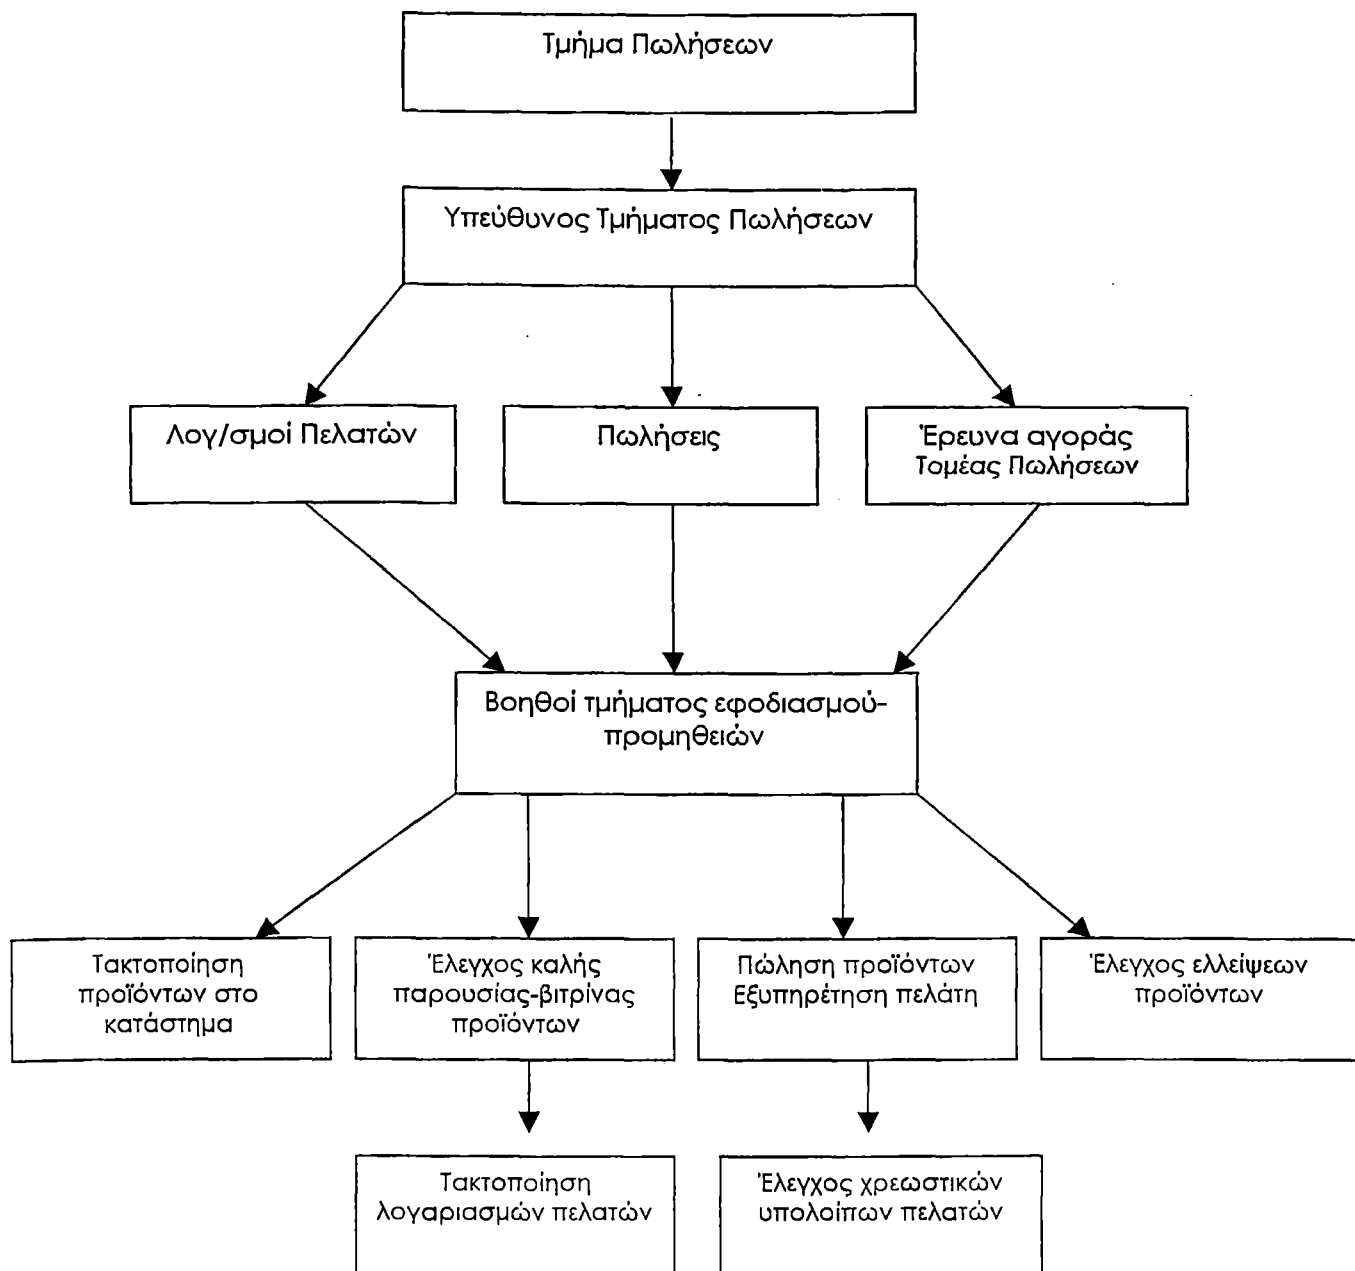 Τμήμα Πωλήσεων
Υπεύθυνος Τμήματος Πωλήσεων
Λογ/σμοί Πελατών
Πωλήσεις
Έρευνα αγοράς
Τομέας Πωλήσεων
Βοηθοί τμήματος εφοδιασμού-
προμηθειών
Τακτοποίηση
προϊόντων στο
κατάστημα
Έλεγχος καλής
παρουσίας-βιτρίνας
προϊόντων
Πώληση προϊόντων
Εξυπηρέτηση πελάτη
Έλεγχος ελλείψεων
προϊόντων
Τακτοποίηση
λογαριασμών πελατών
Έλεγχος χρεωστικών
υπολοίπων πελατών